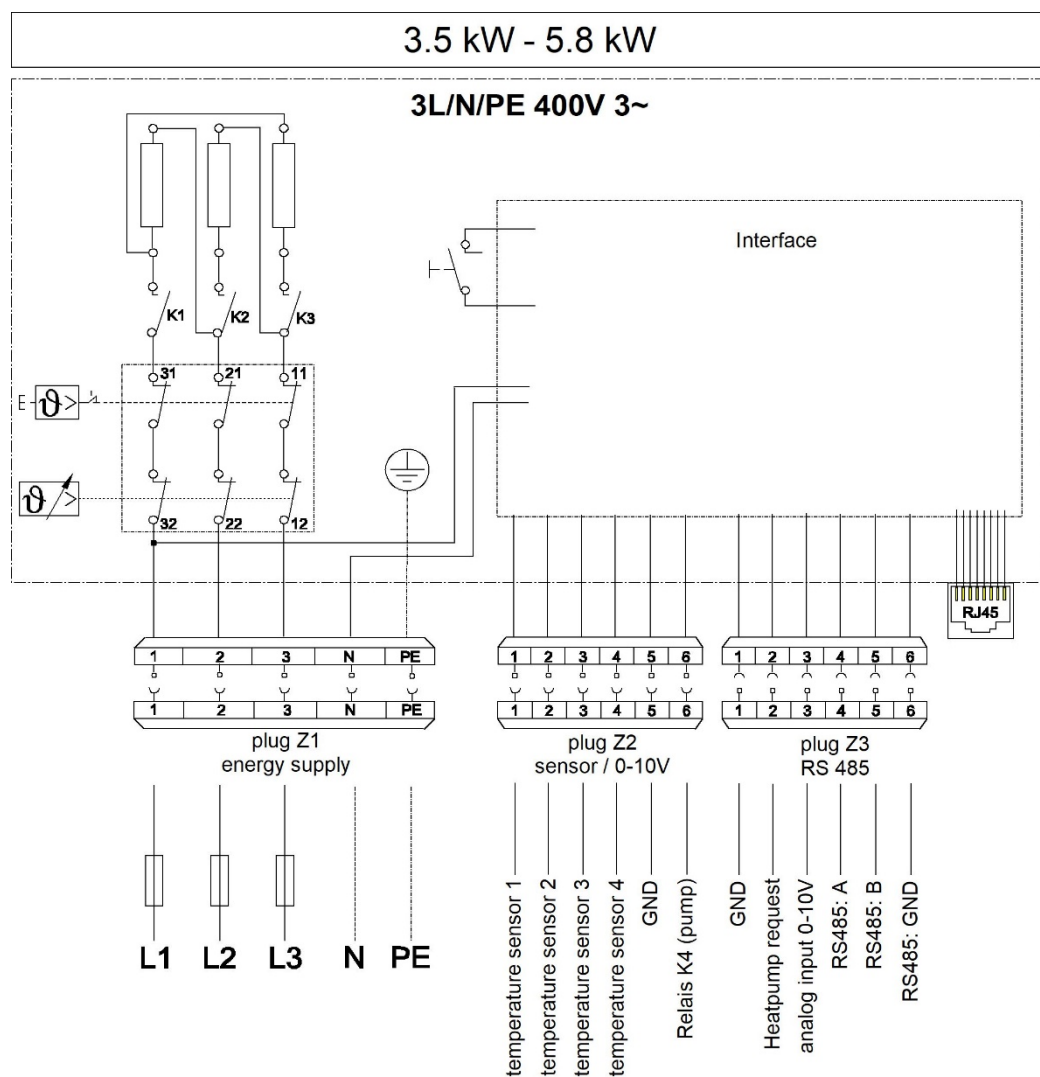 3.5 kW - 5.8 kW
3L/N/PE 400V 3~
Interface
K1
K2
K3
31
21
11
ϑ >
ϑ >
32
22
12
RJ45
1 2 3 N PE
1 2 3 4 5 6
1 2 3 4 5 6
1 2 3 N PE
1 2 3 4 5 6
1 2 3 4 5 6
plug Z1
energy supply
plug Z2
sensor / 0-10V
plug Z3
RS 485
L1
L2
L3
N
PE
temperature sensor 1
temperature sensor 2
temperature sensor 3
temperature sensor 4
GND
Relais K4 (pump)
GND
Heatpump request
analog input 0-10V
RS485: A
RS485: B
RS485: GND